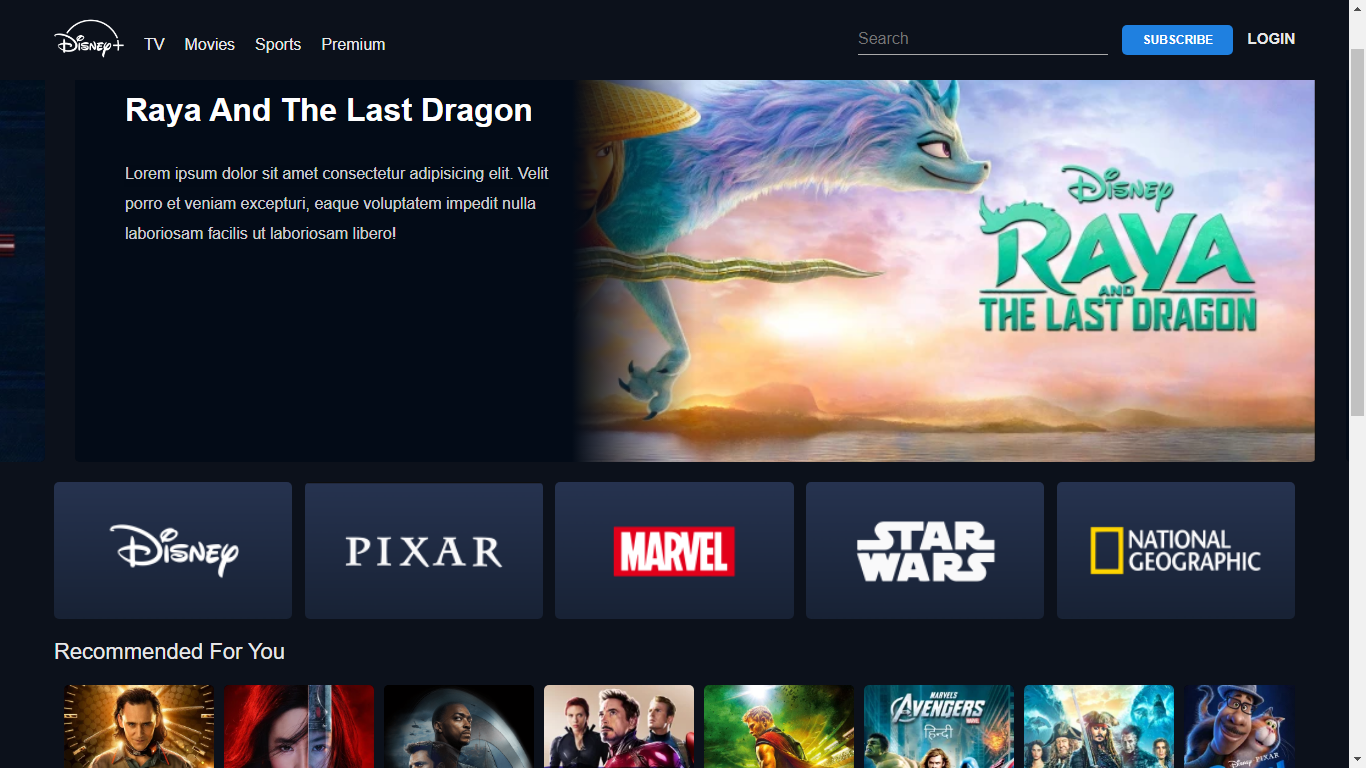 Disney+
TV Movies Sports Premium
Search
SUBSCRIBE
LOGIN
Raya And The Last Dragon
Lorem ipsum dolor sit amet consectetur adipisicing elit. Velit
porro et veniam excepturi, eaque voluptatem impedit nulla
laboriosam facilis ut laboriosam libero!
Disney
RAYA
AND
THE LAST DRAGON
Disney
PIXAR
MARVEL
STAR
WARS
NATIONAL
GEOGRAPHIC
Recommended For You
MARVEL'S
AVENGERS
MARVEL
हिन्दी
Disney PIXAR